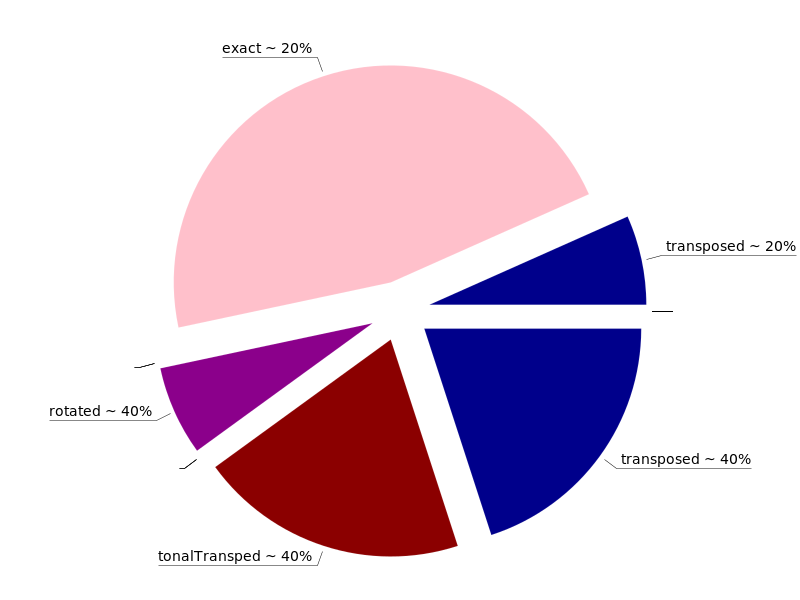 exact ~ 20%
transposed ~ 20%
rotated ~ 40%
transposed ~ 40%
tonalTransped ~ 40%